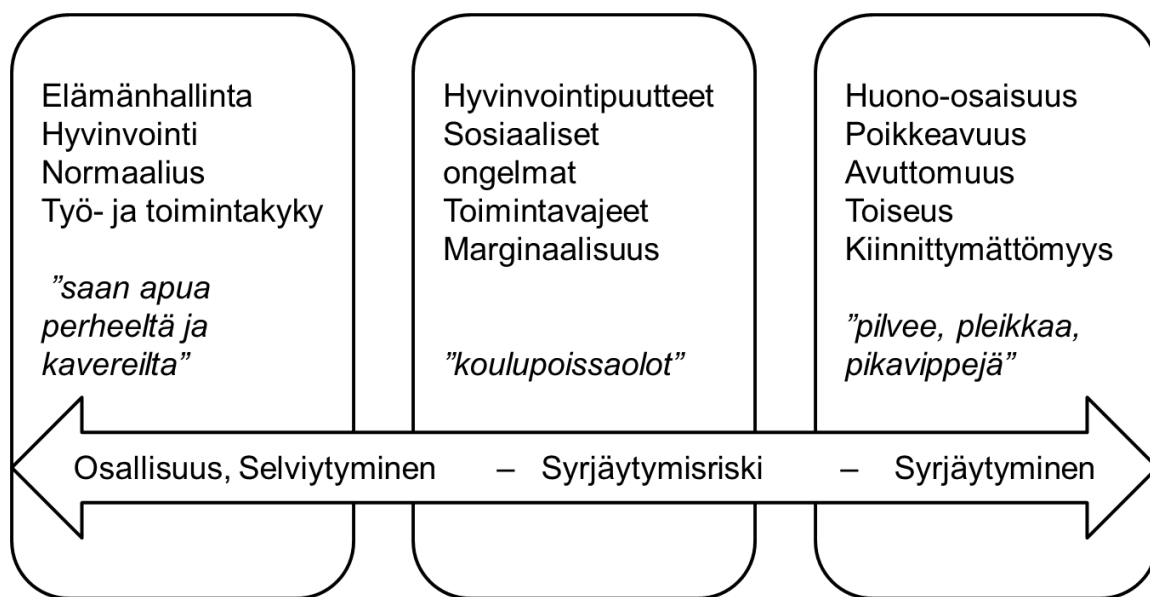 Elämänhallinta
Hyvinvointi
Normaalius
Työ- ja toimintakyky
”saan apua
perheeltä ja
kavereilta”
Hyvinvointipuutteet
Sosiaaliset
ongelmat
Toimintavajeet
Marginaalisuus
”koulupoissaolot”
Huono-osaisuus
Poikkeavuus
Avuttomuus
Toiseus
Kiinnittymättömyys
”pilvee, pleikkaa,
pikavippejä”
Osallisuus, Selviytyminen – Syrjäytymisriski – Syrjäytyminen